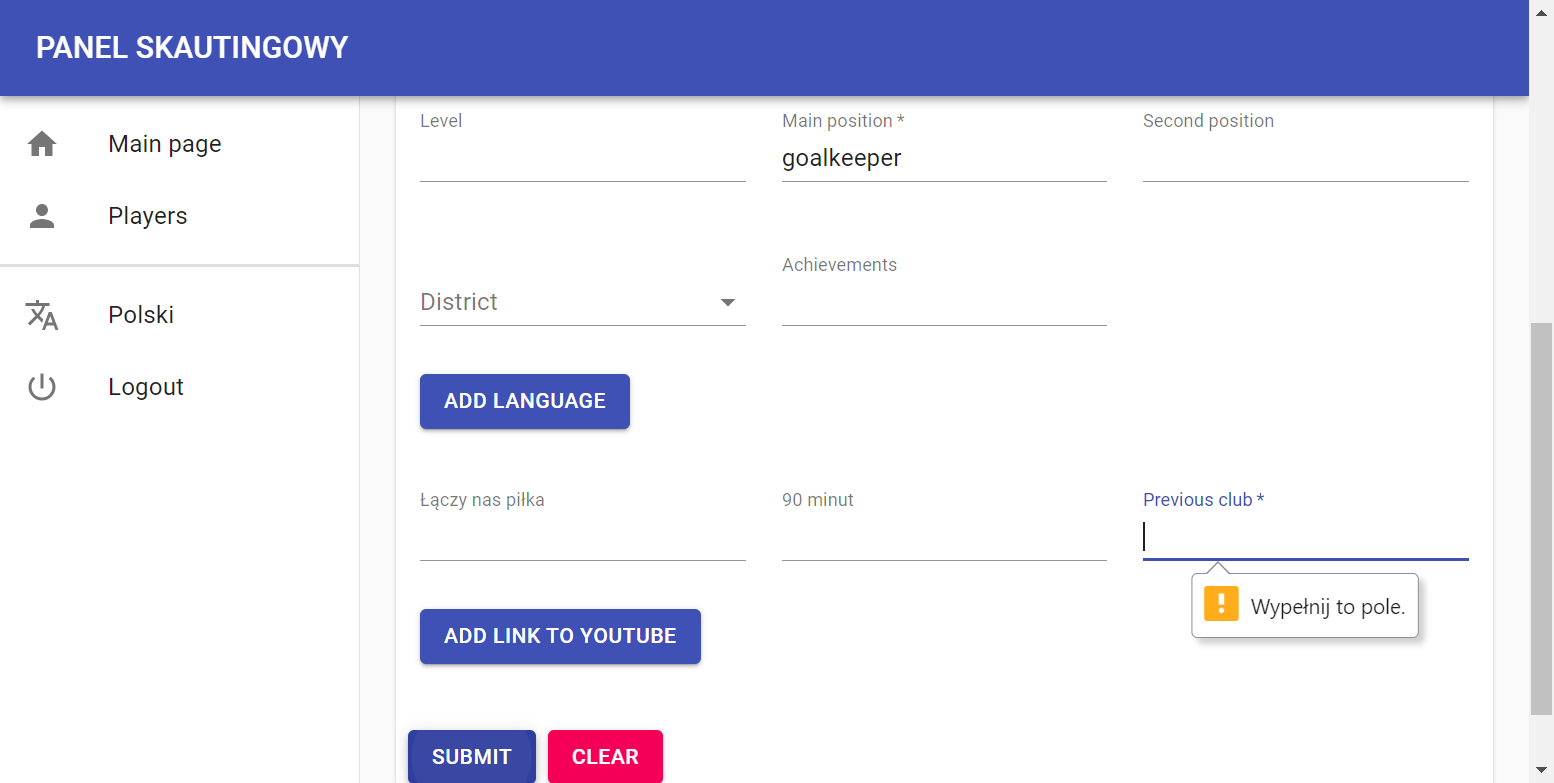 PANEL SKAUTINGOWY
Main page
Players
Polski
Logout
Level
Main position *
Second position
goalkeeper
Achievements
District
ADD LANGUAGE
Łączy nas piłka
90 minut
Previous club *
Wypełnij to pole.
ADD LINK TO YOUTUBE
SUBMIT
CLEAR